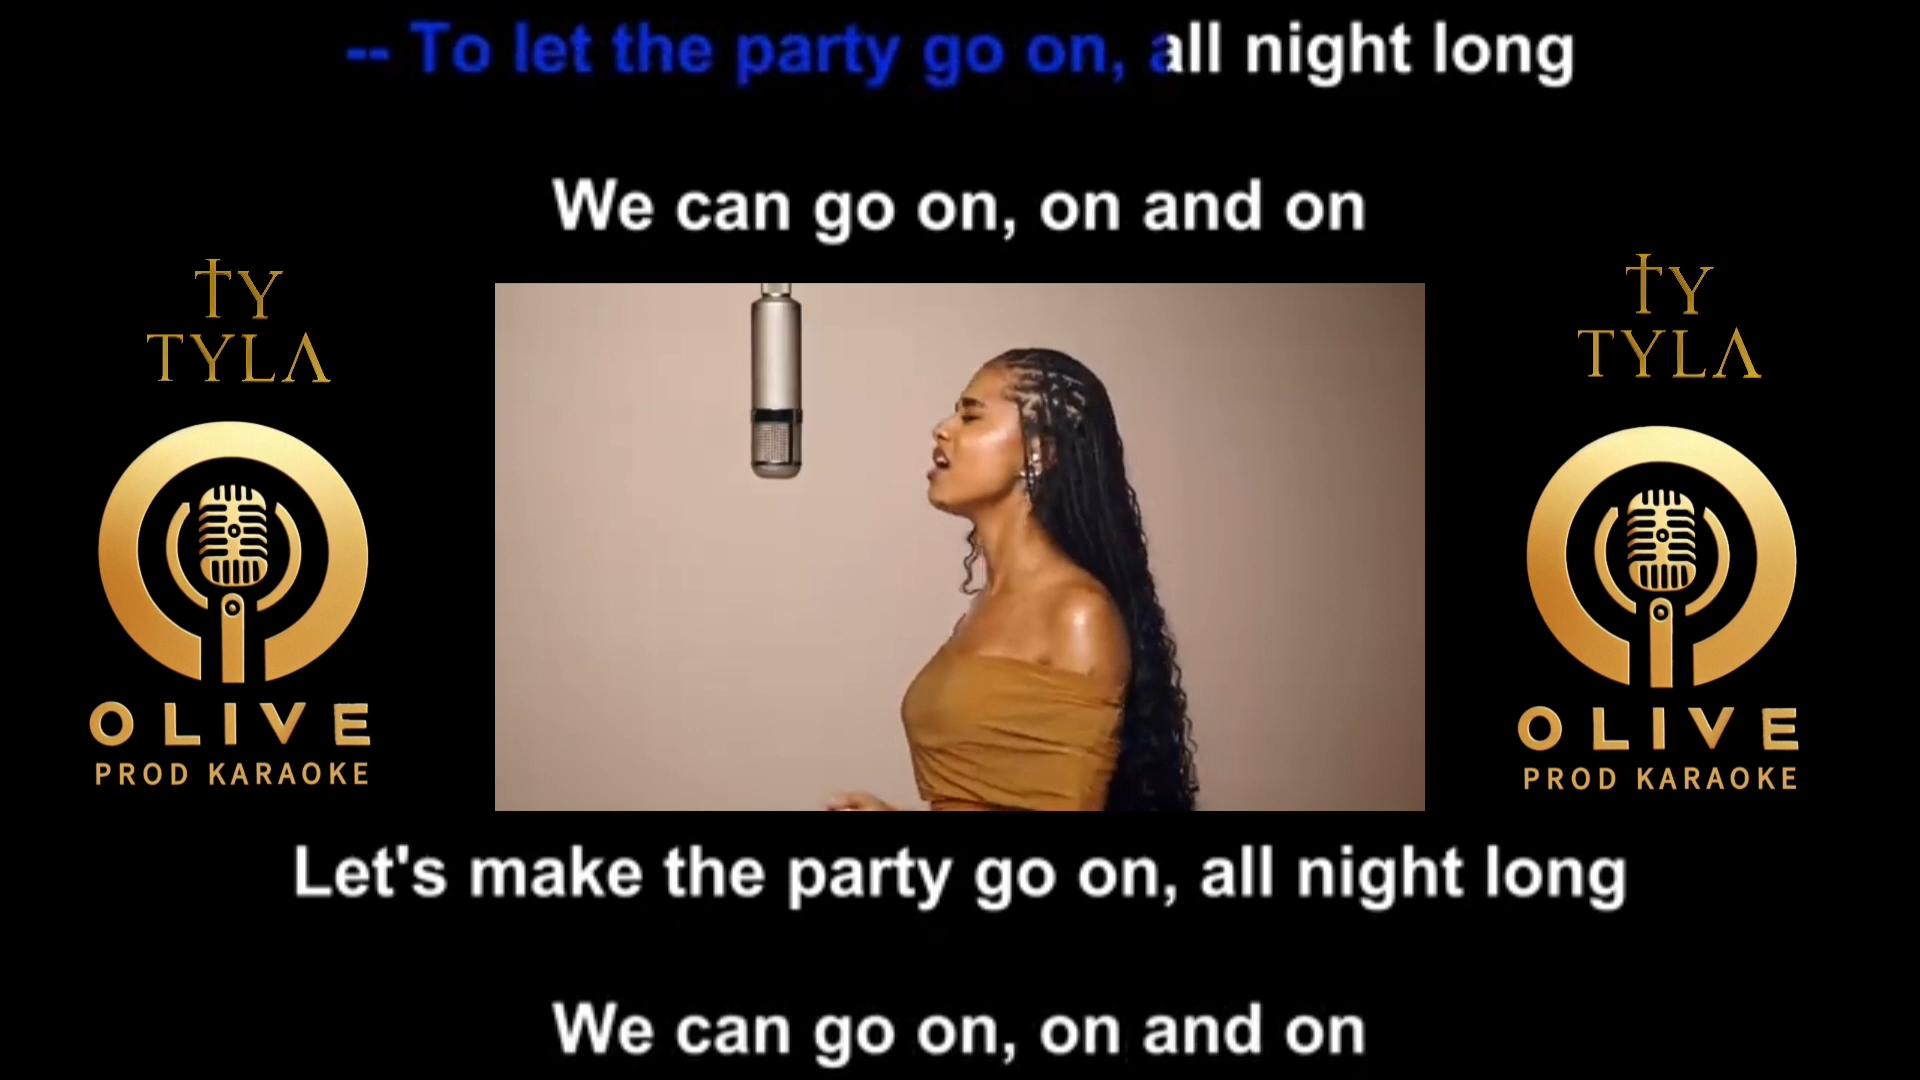 -- To let the party go on, all night long
We can go on, on and on
TY
TYLA
TY
TYLA
OLIVE
PROD KARAOKE
OLIVE
PROD KARAOKE
Let's make the party go on, all night long
We can go on, on and on